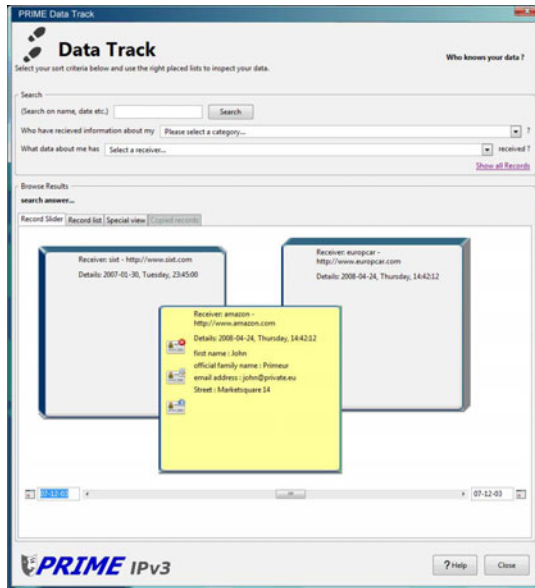 PRIME Data Track
Data Track
Who knows your data ?
Select your sort criteria below and use the right placed lists to inspect your data.
Search
(Search on name, date etc.)
Search
Who have recieved information about my
Please select a category...
?
What data about me has
Select a receiver...
received ?
Show all Records
Browse Results
search answer...
Record Slider
Record list
Special view
Copied records
Receiver: sixt - http://www.sixt.com
Details: 2007-01-30, Tuesday, 23:45:00
Receiver: europcar -
http://www.europcar.com
Details: 2008-04-24, Thursday, 14:42:12
Receiver: amazon -
http://www.amazon.com
Details: 2008-04-24, Thursday, 14:42:12
first name : John
official family name : Primeur
email address : john@private.eu
Street : Marketsquare 14
07-12-03
07-12-03
PRIME IPv3
? Help
Close